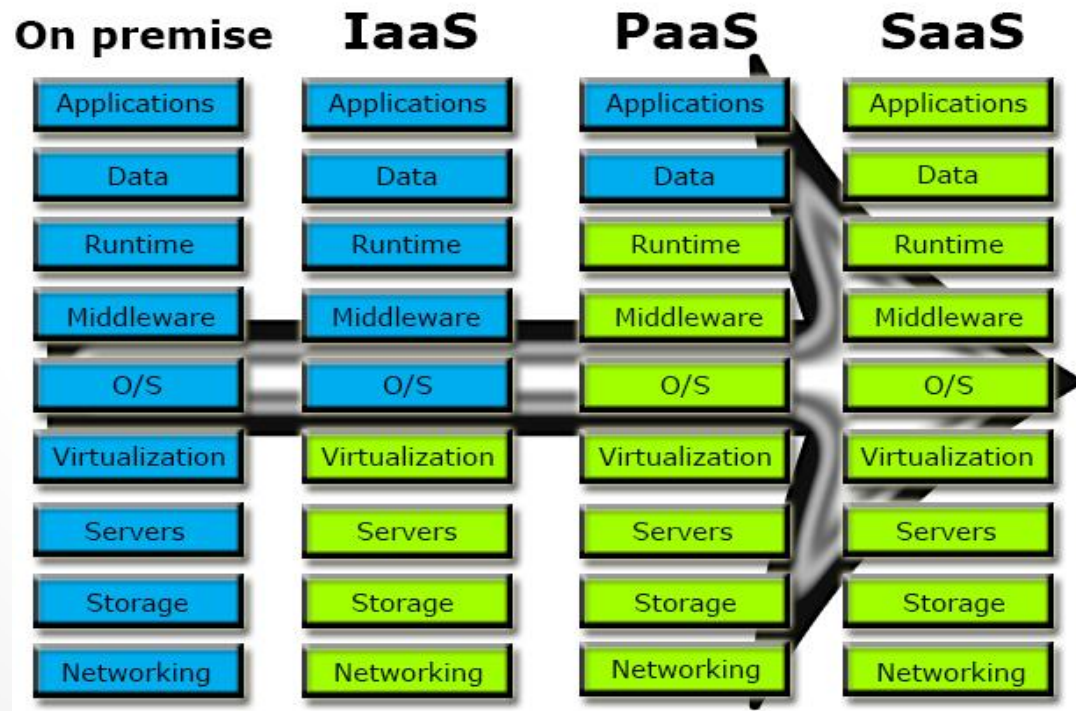 On premise IaaS PaaS SaaS
Applications Applications Applications Applications
Data Data Data Data
Runtime Runtime Runtime Runtime
Middleware Middleware Middleware Middleware
O/S O/S O/S O/S
Virtualization Virtualization Virtualization Virtualization
Servers Servers Servers Servers
Storage Storage Storage Storage
Networking Networking Networking Networking